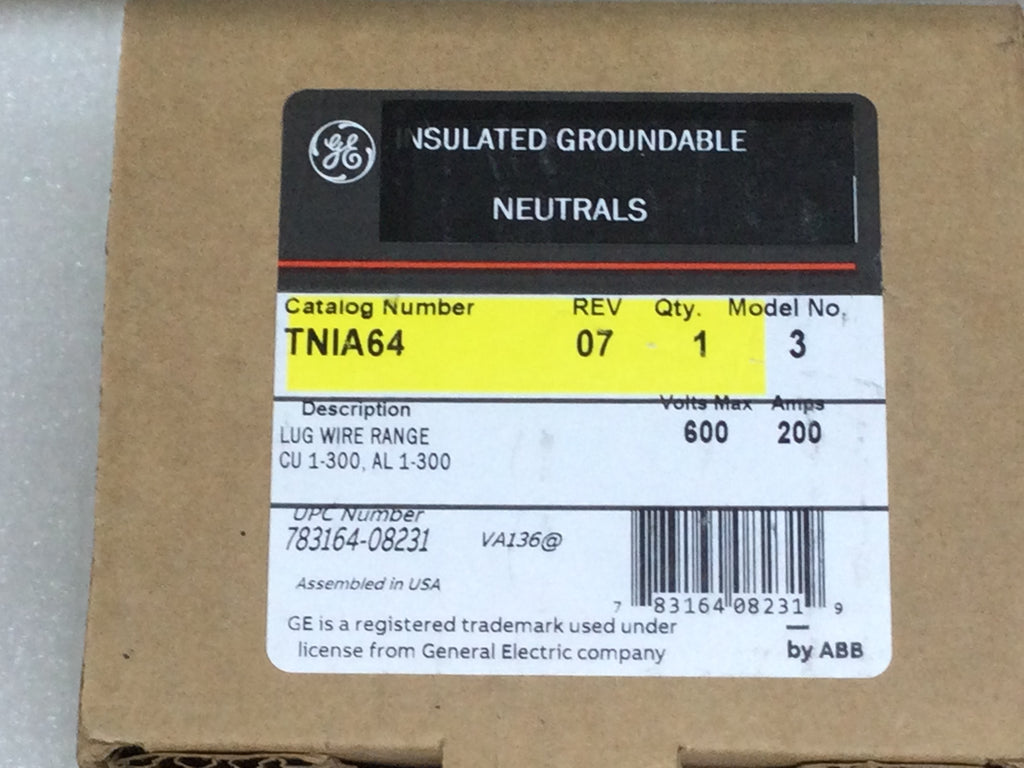 GE
INSULATED GROUNDABLE
NEUTRALS
Catalog Number REV Qty. Model No.
TNIA64 07 1 3
Description Volts Max Amps
LUG WIRE RANGE 600 200
CU 1-300, AL 1-300
UPC Number
783164-08231 VA136@
Assembled in USA
7 83164 08231 9
GE is a registered trademark used under
license from General Electric company by ABB